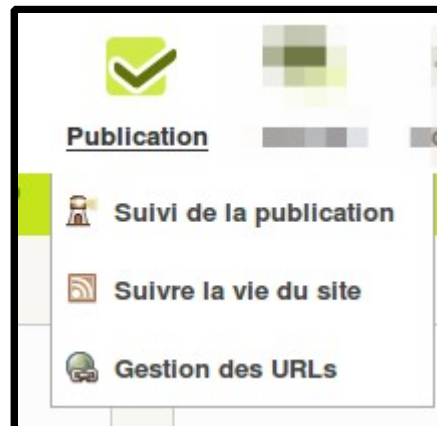 Publication
Suivi de la publication
Suivre la vie du site
Gestion des URLs